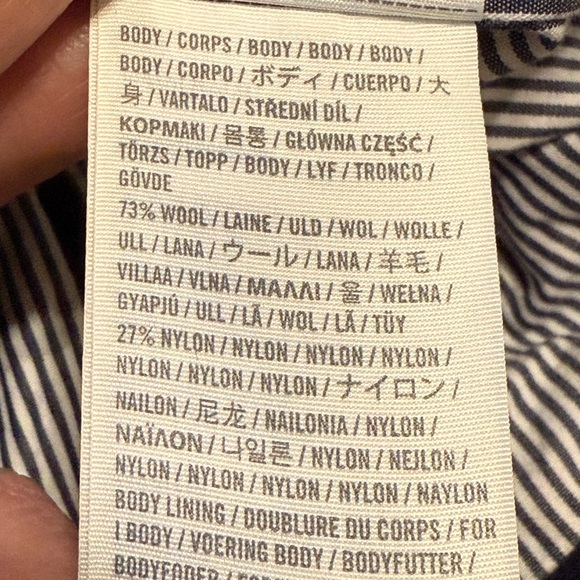 BODY / CORPS / BODY / BODY / BODY /
BODY / CORPO / ボディ / CUERPO / 大
身 / VARTALO / STŘEDNÍ DÍL /
ΚΟΡΜΑΚΙ / 몸통 / GŁÓWNA CZĘŚĆ /
TÖRZS / TOPP / BODY / LYF / TRONCO /
GÖVDE
73% WOOL / LAINE / ULD / WOL / WOLLE /
ULL / LANA / ウール / LANA / 羊毛 /
VILLAA / VLNA / ΜΑΛΛΙ / 울 / WEŁNA /
GYAPJÚ / ULL / LÃ / WOL / LÃ / TÜY
27% NYLON / NYLON / NYLON / NYLON /
NYLON / NYLON / NYLON / ナイロン /
NAILON / 尼龙 / NAILONIA / NYLON /
ΝΑΪΛΟΝ / 나일론 / NYLON / NEJLON /
NYLON / NYLON / NYLON / NYLON / NAYLON
BODY LINING / DOUBLURE DU CORPS / FOR
I BODY / VOERING BODY / BODYFUTTER /